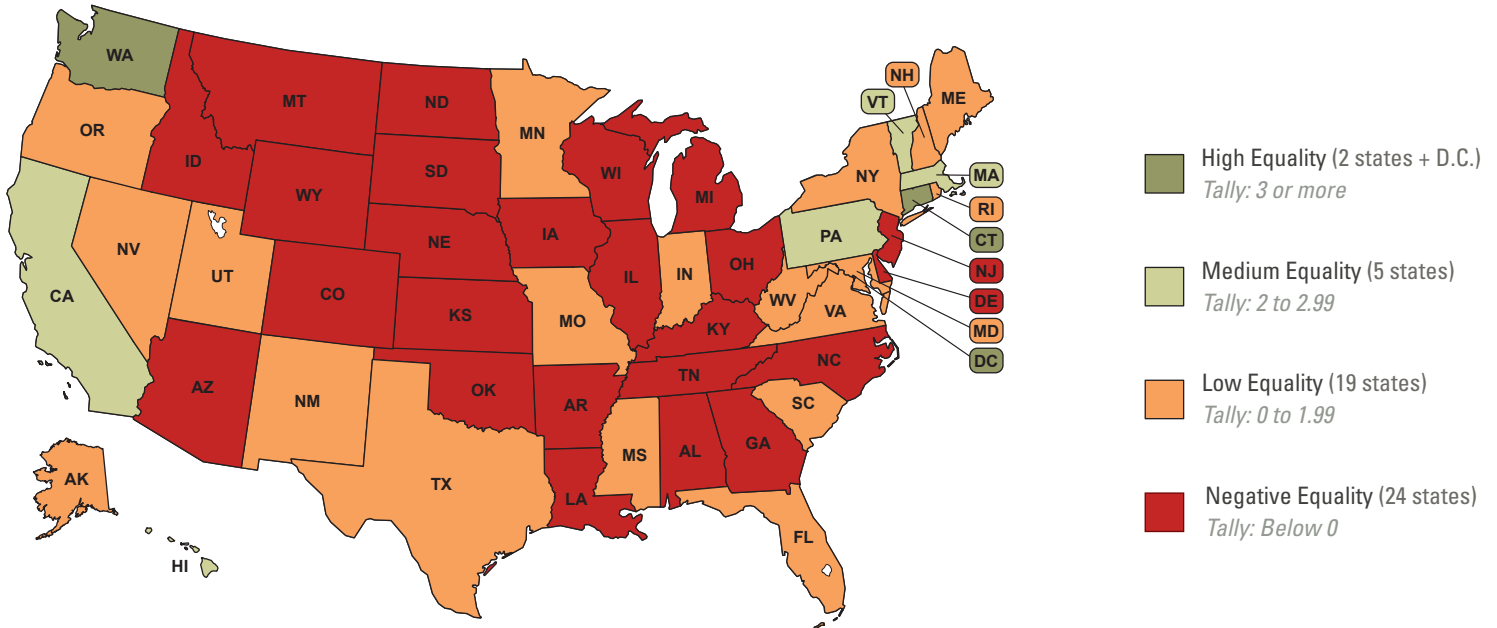 WA
MT
ND
MN
NH
VT
ME
OR
ID
SD
WI
WY
MI
NY
MA
RI
CT
NV
UT
NE
IA
PA
NJ
CA
CO
KS
IL
IN
OH
DE
WV
VA
MD
MO
KY
DC
AZ
NM
OK
AR
TN
NC
SC
MS
AL
GA
AK
TX
LA
FL
HI
High Equality (2 states + D.C.)
Tally: 3 or more
Medium Equality (5 states)
Tally: 2 to 2.99
Low Equality (19 states)
Tally: 0 to 1.99
Negative Equality (24 states)
Tally: Below 0